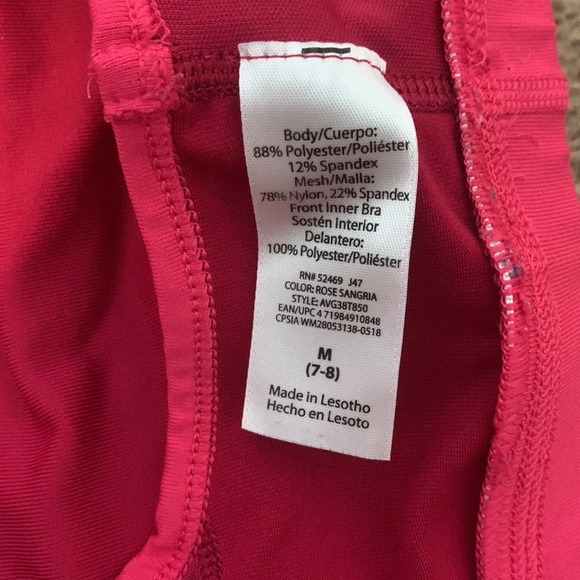 Body/Cuerpo:
88% Polyester/Poliéster
12% Spandex
Mesh/Malla:
78% Nylon, 22% Spandex
Front Inner Bra
Sostén Interior
Delantero:
100% Polyester/Poliéster
RN# 52469 J47
COLOR: ROSE SANGRIA
STYLE: AVG38T850
EAN/UPC 4 71984910848
CPSIA WM28053138-0518
M
(7-8)
Made in Lesotho
Hecho en Lesoto